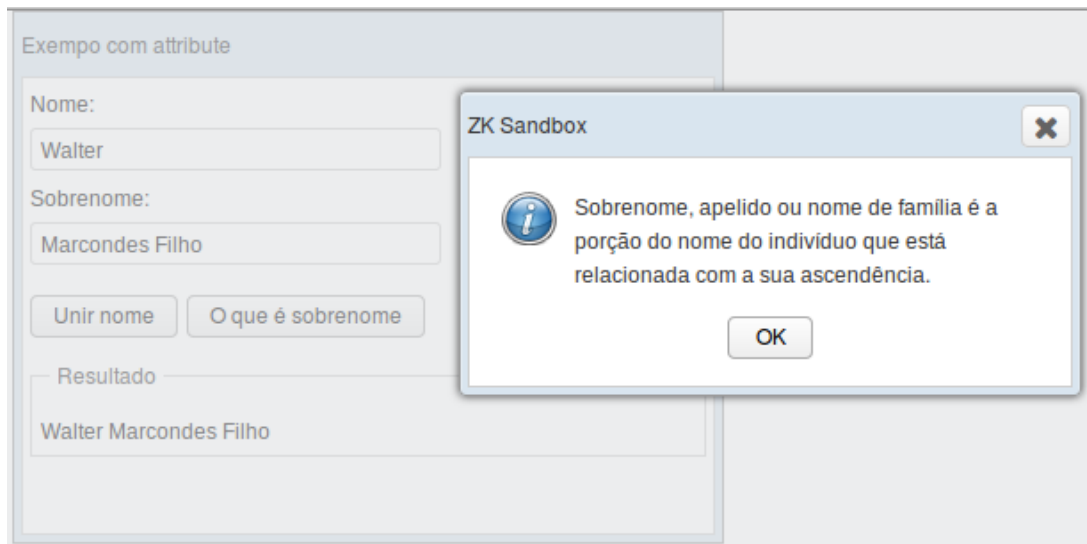 Exempo com attribute
Nome:
Walter
Sobrenome:
Marcondes Filho
Unir nome
O que é sobrenome
Resultado
Walter Marcondes Filho
ZK Sandbox
Sobrenome, apelido ou nome de família é a
porção do nome do indivíduo que está
relacionada com a sua ascendência.
OK